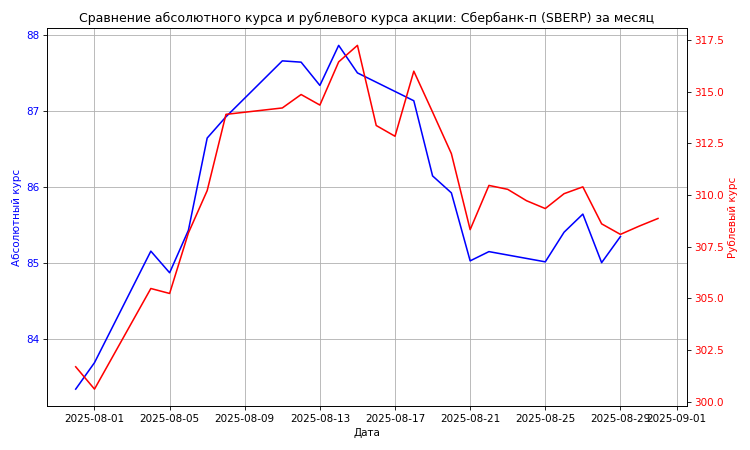 Сравнение абсолютного курса и рублевого курса акции: Сбербанк-п (SBERP) за месяц
88
87
86
85
84
Абсолютный курс
317.5
315.0
312.5
310.0
307.5
305.0
302.5
300.0
Рублевый курс
2025-08-01 2025-08-05 2025-08-09 2025-08-13 2025-08-17 2025-08-21 2025-08-25 2025-08-29 2025-09-01
Дата